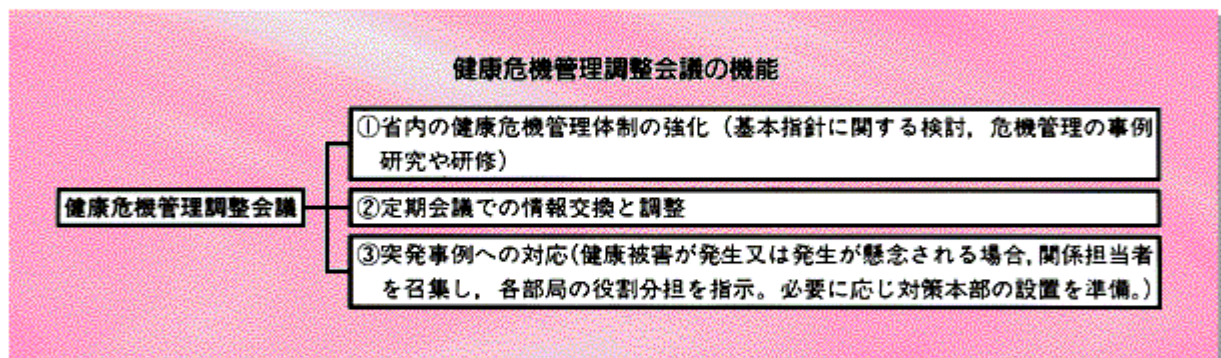 健康危機管理調整会議の機能
①省内の健康危機管理体制の強化（基本指針に関する検討，危機管理の事例
研究や研修）
健康危機管理調整会議
②定期会議での情報交換と調整
③突発事例への対応（健康被害が発生又は発生が懸念される場合，関係担当者
を召集し，各部局の役割分担を指示。必要に応じ対策本部の設置を準備。）